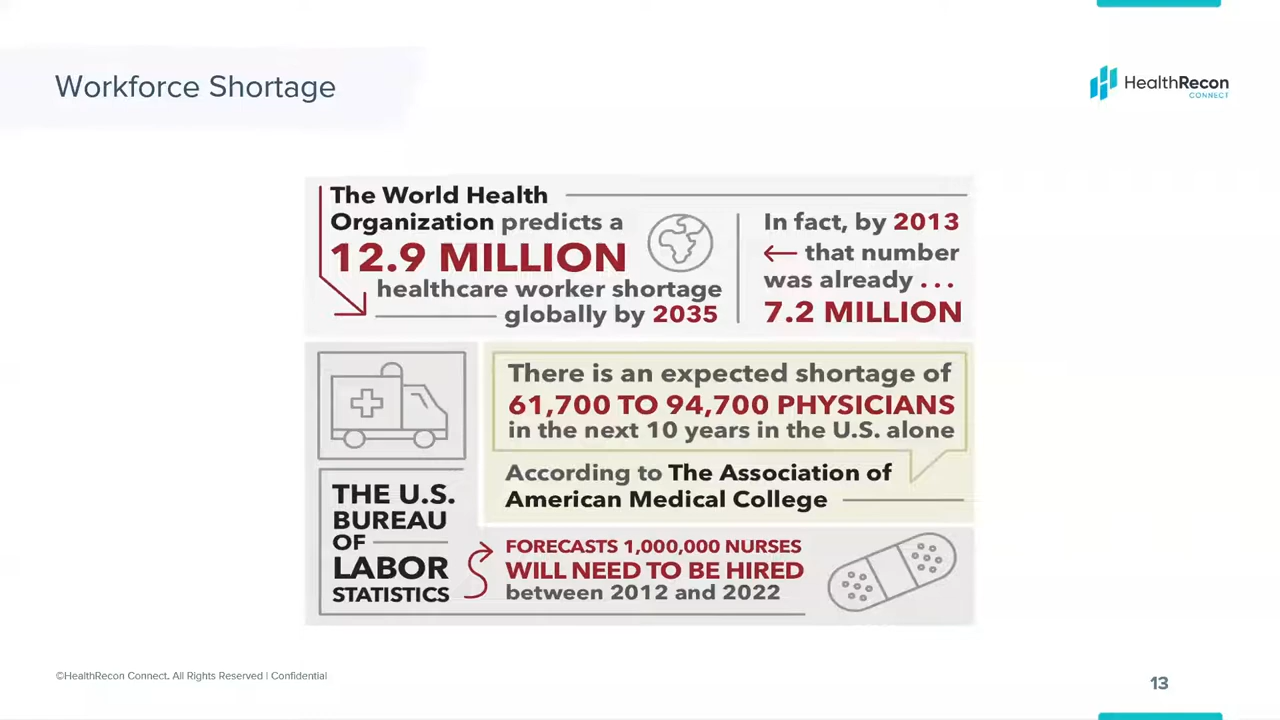 Workforce Shortage
HealthRecon
CONNECT
The World Health
Organization predicts a
12.9 MILLION
healthcare worker shortage
globally by 2035
In fact, by 2013
that number
was already . . .
7.2 MILLION
There is an expected shortage of
61,700 TO 94,700 PHYSICIANS
in the next 10 years in the U.S. alone
According to The Association of
American Medical College
THE U.S.
BUREAU
OF
LABOR
STATISTICS
FORECASTS 1,000,000 NURSES
WILL NEED TO BE HIRED
between 2012 and 2022
©HealthRecon Connect. All Rights Reserved | Confidential
13